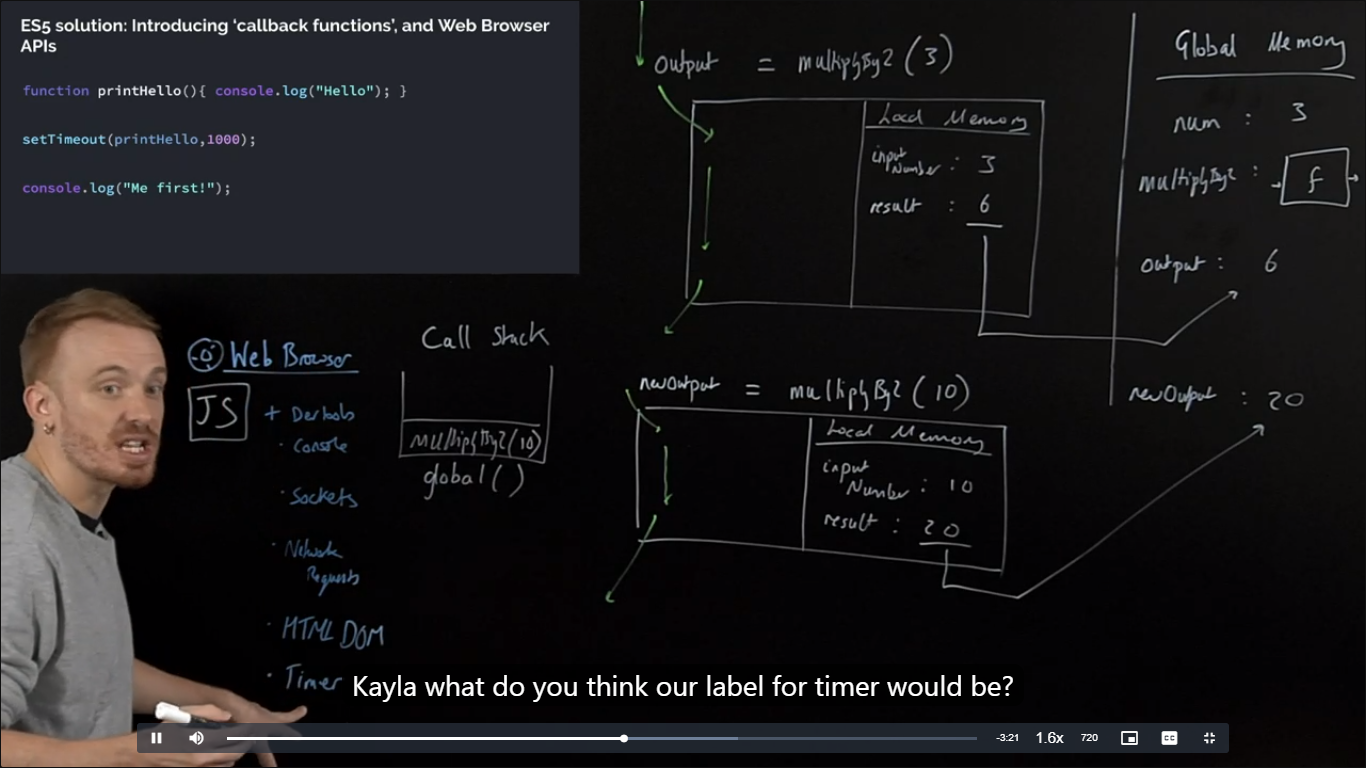 ES5 solution: Introducing ‘callback functions’, and Web Browser
APIs
function printHello(){ console.log("Hello"); }
setTimeout(printHello,1000);
console.log("Me first!");
output = multiplyBy2 (3)
Local Memory
input
Number : 3
result : 6
Global Memory
num : 3
multiplyBy2 : f
output : 6
newOutput : 20
Web Browser
JS
+ Devtools
· Console
· Sockets
· Network
Requests
· HTML DOM
· Timer
Call Stack
multiplyBy2(10)
global()
newOutput = multiplyBy2 (10)
Local Memory
input
Number : 10
result : 20
Kayla what do you think our label for timer would be?
-3:21 1.6x 720 CC